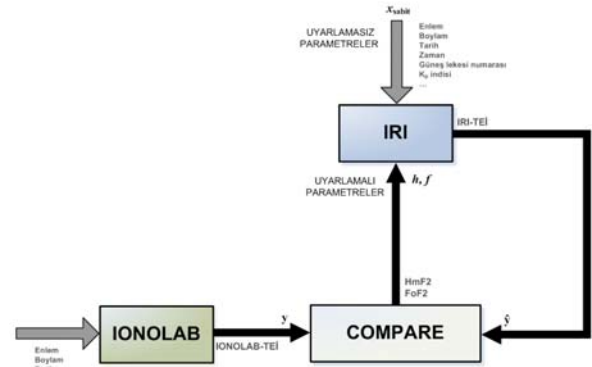 x_sabit
UYARLAMASIZ
PARAMETRELER
Enlem
Boylam
Tarih
Zaman
Güneş lekesi numarası
Kp indisi
...
IRI
IRI-TEİ
UYARLAMALI
PARAMETRELER
h, f
HmF2
FoF2
y
ŷ
IONOLAB
COMPARE
IONOLAB-TEİ
Enlem
Boylam